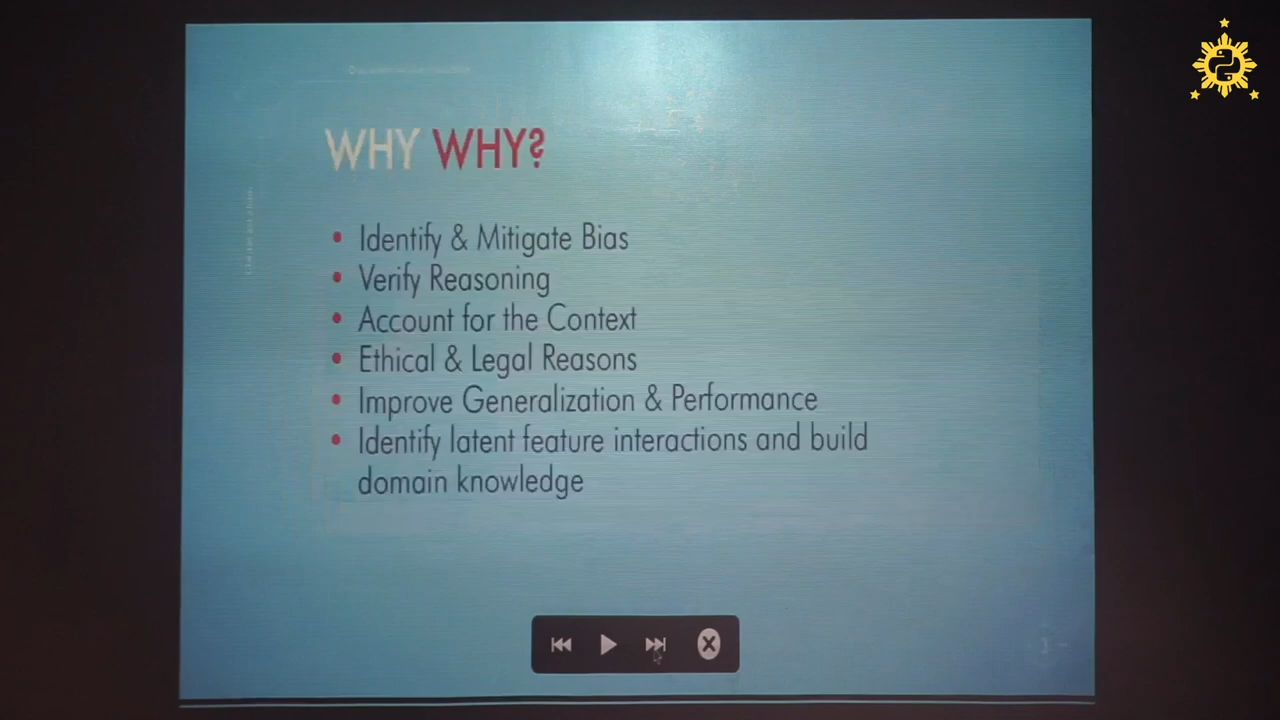 WHY WHY?
• Identify & Mitigate Bias
• Verify Reasoning
• Account for the Context
• Ethical & Legal Reasons
• Improve Generalization & Performance
• Identify latent feature interactions and build
domain knowledge